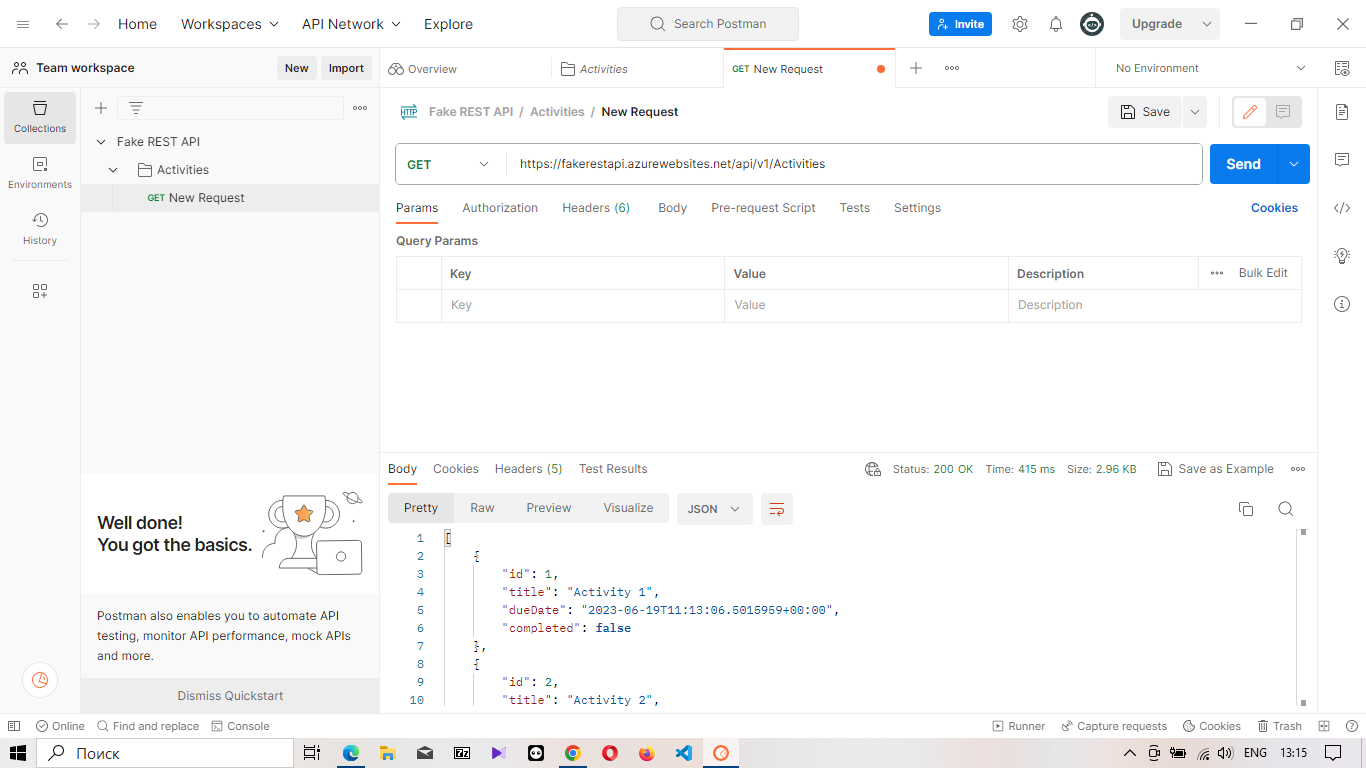 Home Workspaces API Network Explore Search Postman Invite Upgrade
Team workspace New Import Overview Activities GET New Request No Environment
Fake REST API / Activities / New Request Save
Collections
Environments
History
Fake REST API
Activities
GET New Request
GET https://fakerestapi.azurewebsites.net/api/v1/Activities Send
Params Authorization Headers (6) Body Pre-request Script Tests Settings Cookies
Query Params
Key Value Description Bulk Edit
Key Value Description
Body Cookies Headers (5) Test Results Status: 200 OK Time: 415 ms Size: 2.96 KB Save as Example
Pretty Raw Preview Visualize JSON
1 [
2 {
3 "id": 1,
4 "title": "Activity 1",
5 "dueDate": "2023-06-19T11:13:06.5015959+00:00",
6 "completed": false
7 },
8 {
9 "id": 2,
10 "title": "Activity 2",
Well done!
You got the basics.
Postman also enables you to automate API
testing, monitor API performance, mock APIs
and more.
Dismiss Quickstart
Online Find and replace Console Runner Capture requests Cookies Trash
Поиск ENG 13:15